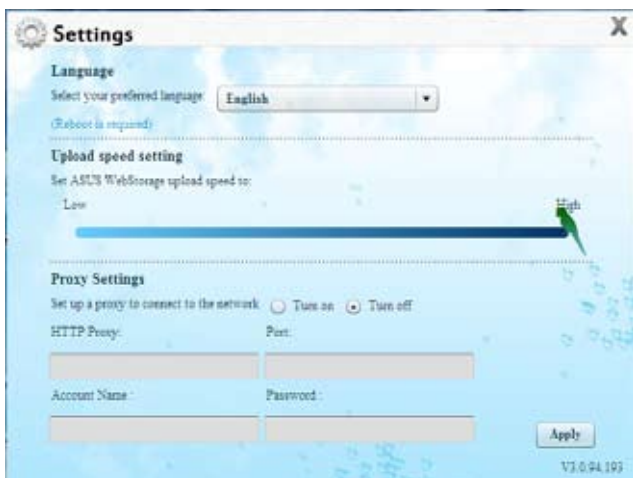 Settings
X
Language
Select your preferred language: English
(Reboot is required)
Upload speed setting
Set ASUS WebStorage upload speed to:
Low High
Proxy Settings
Set up a proxy to connect to the network Turn on Turn off
HTTP Proxy: Port:
Account Name : Password :
Apply
V3.0.94.193